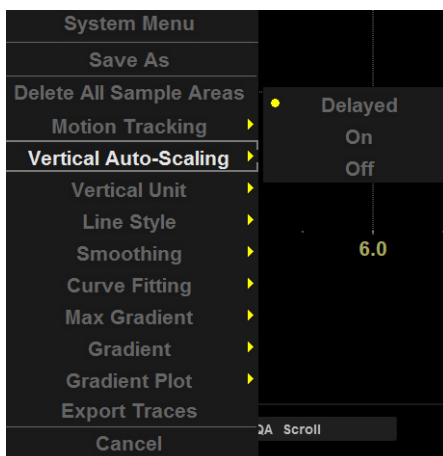 System Menu
Save As
Delete All Sample Areas
Motion Tracking
Vertical Auto-Scaling
Vertical Unit
Line Style
Smoothing
Curve Fitting
Max Gradient
Gradient
Gradient Plot
Export Traces
Cancel
Delayed
On
Off
6.0
QA Scroll